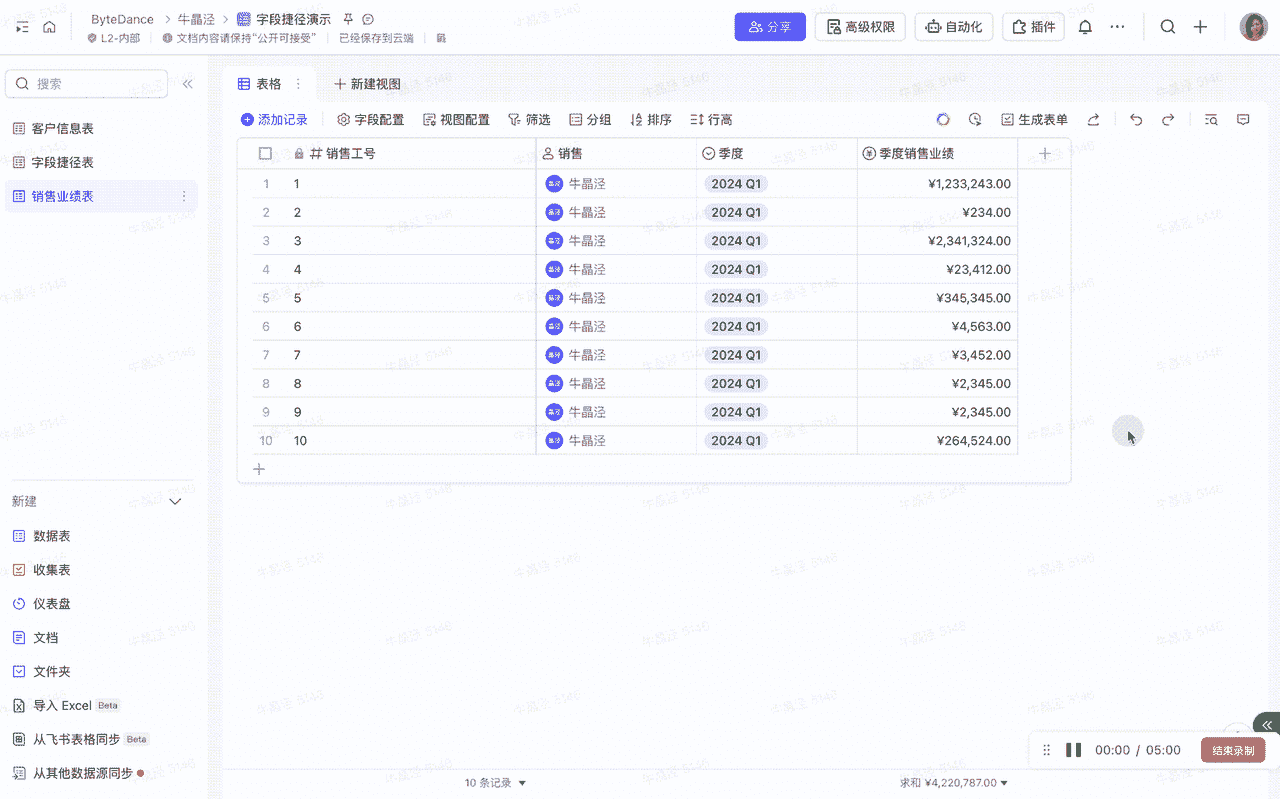 ByteDance
牛晶泾
字段捷径演示
L2-内部
文档内容请保持“公开可接受”
已经保存到云端
分享
高级权限
自动化
插件
搜索
客户信息表
字段捷径表
销售业绩表
新建
数据表
收集表
仪表盘
文档
文件夹
导入 Excel Beta
从飞书表格同步 Beta
从其他数据源同步
表格
新建视图
添加记录 字段配置 视图配置 筛选 分组 排序 行高 生成表单
销售工号 销售 季度 季度销售业绩
1 1 牛晶泾 2024 Q1 ¥1,233,243.00
2 2 牛晶泾 2024 Q1 ¥234.00
3 3 牛晶泾 2024 Q1 ¥2,341,324.00
4 4 牛晶泾 2024 Q1 ¥23,412.00
5 5 牛晶泾 2024 Q1 ¥345,345.00
6 6 牛晶泾 2024 Q1 ¥4,563.00
7 7 牛晶泾 2024 Q1 ¥3,452.00
8 8 牛晶泾 2024 Q1 ¥2,345.00
9 9 牛晶泾 2024 Q1 ¥2,345.00
10 10 牛晶泾 2024 Q1 ¥264,524.00
00:00 / 05:00
结束录制
10 条记录
求和 ¥4,220,787.00
牛晶泾 5146